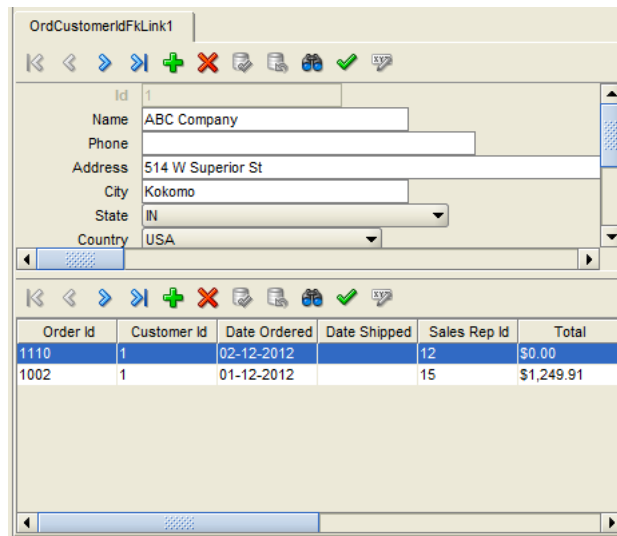 OrdCustomerIdFkLink1
Id 1
Name ABC Company
Phone
Address 514 W Superior St
City Kokomo
State IN
Country USA
Order Id Customer Id Date Ordered Date Shipped Sales Rep Id Total
1110 1 02-12-2012 12 $0.00
1002 1 01-12-2012 15 $1,249.91